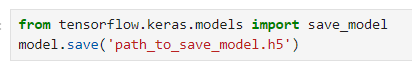 from tensorflow.keras.models import save_model
model.save('path_to_save_model.h5')